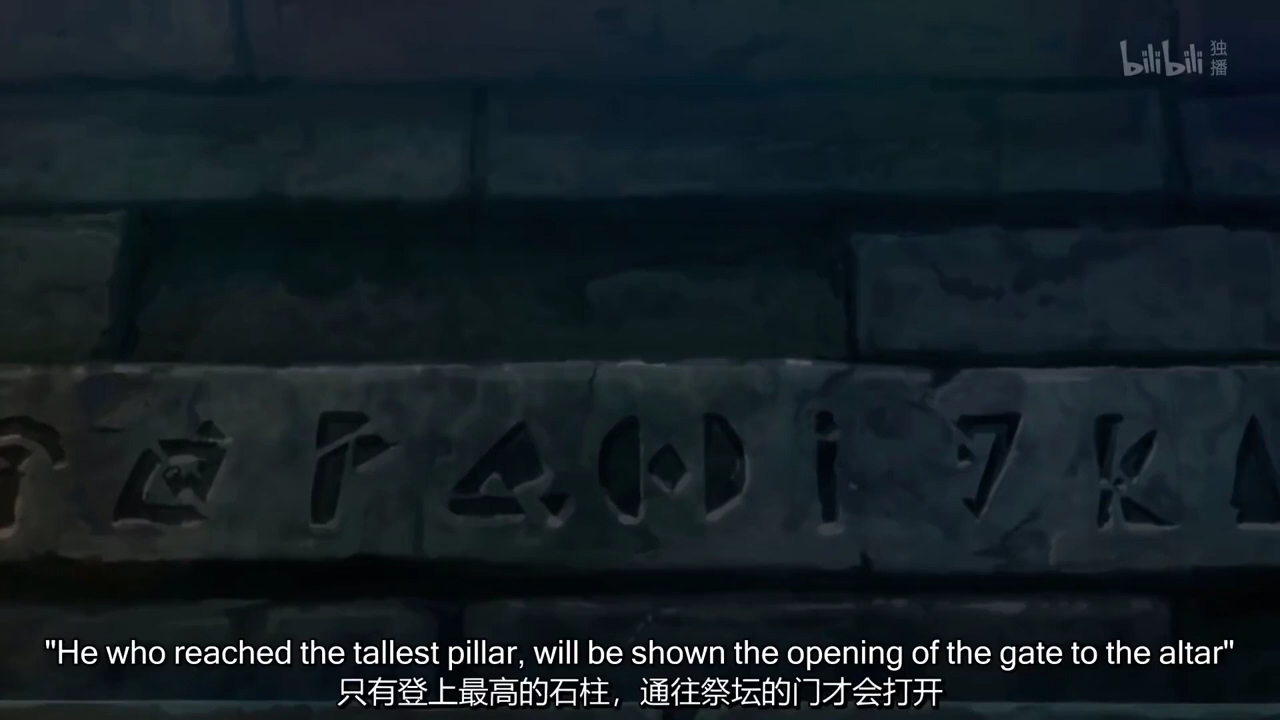 bilibili 独播
"He who reached the tallest pillar, will be shown the opening of the gate to the altar"
只有登上最高的石柱，通往祭坛的门才会打开